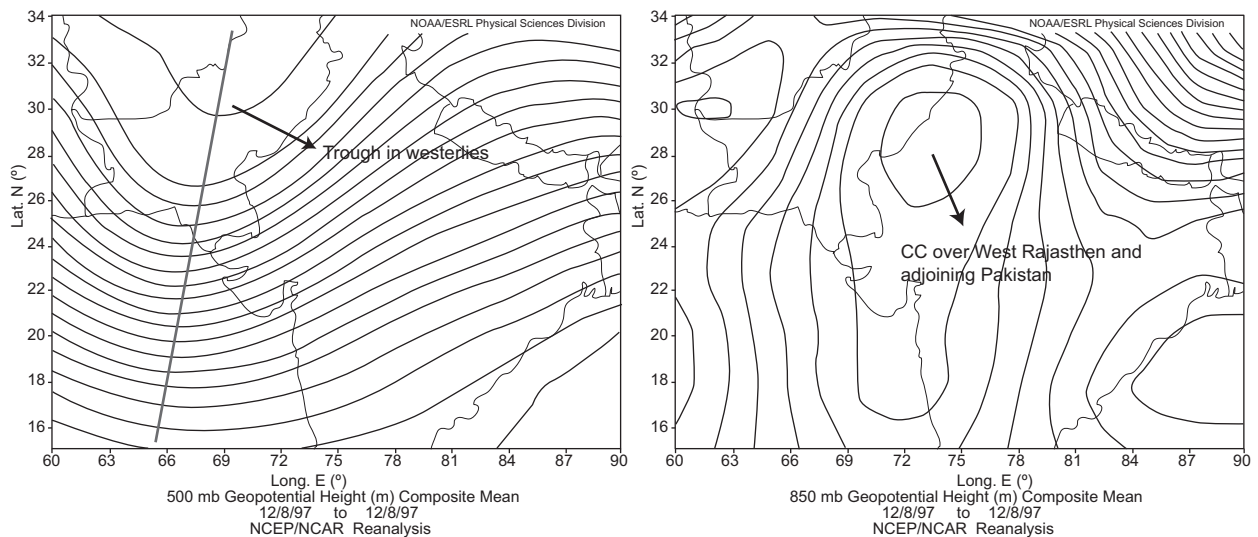 NOAA/ESRL Physical Sciences Division
34
32
30
28
26
24
22
20
18
16
Lat. N (º)
Trough in westerlies
60 63 66 69 72 75 78 81 84 87 90
Long. E (º)
500 mb Geopotential Height (m) Composite Mean
12/8/97 to 12/8/97
NCEP/NCAR Reanalysis
NOAA/ESRL Physical Sciences Division
34
32
30
28
26
24
22
20
18
16
Lat. N (º)
CC over West Rajasthen and
adjoining Pakistan
60 63 66 69 72 75 78 81 84 87 90
Long. E (º)
850 mb Geopotential Height (m) Composite Mean
12/8/97 to 12/8/97
NCEP/NCAR Reanalysis